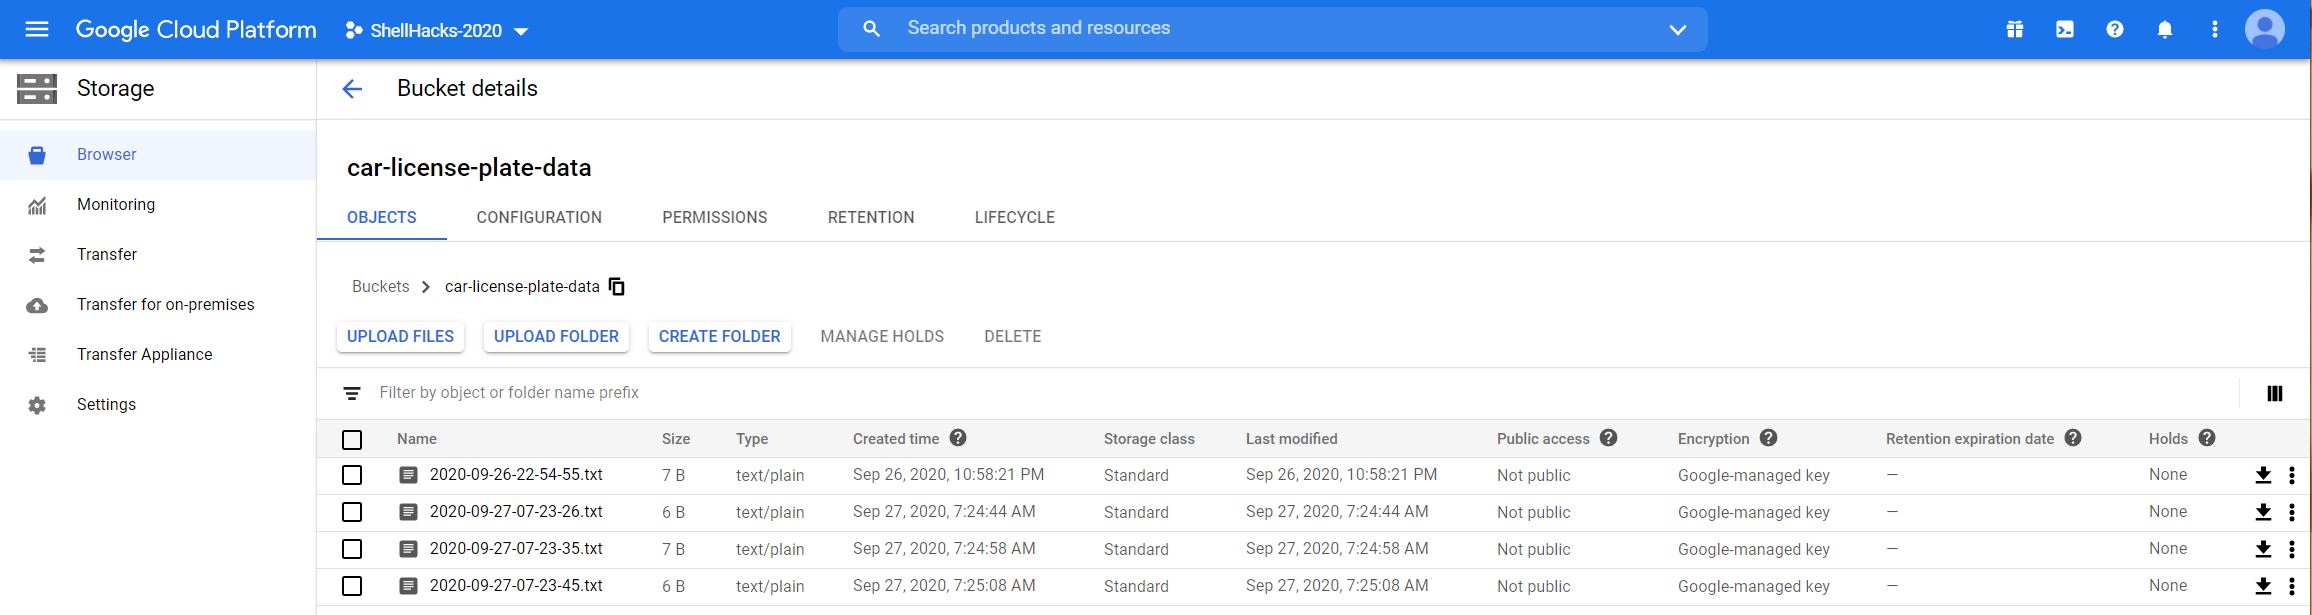 Google Cloud Platform ShellHacks-2020 Search products and resources
Storage
Browser
Monitoring
Transfer
Transfer for on-premises
Transfer Appliance
Settings
Bucket details
car-license-plate-data
OBJECTS CONFIGURATION PERMISSIONS RETENTION LIFECYCLE
Buckets car-license-plate-data
UPLOAD FILES UPLOAD FOLDER CREATE FOLDER MANAGE HOLDS DELETE
Filter by object or folder name prefix
Name Size Type Created time Storage class Last modified Public access Encryption Retention expiration date Holds
2020-09-26-22-54-55.txt 7 B text/plain Sep 26, 2020, 10:58:21 PM Standard Sep 26, 2020, 10:58:21 PM Not public Google-managed key — None
2020-09-27-07-23-26.txt 6 B text/plain Sep 27, 2020, 7:24:44 AM Standard Sep 27, 2020, 7:24:44 AM Not public Google-managed key — None
2020-09-27-07-23-35.txt 7 B text/plain Sep 27, 2020, 7:24:58 AM Standard Sep 27, 2020, 7:24:58 AM Not public Google-managed key — None
2020-09-27-07-23-45.txt 6 B text/plain Sep 27, 2020, 7:25:08 AM Standard Sep 27, 2020, 7:25:08 AM Not public Google-managed key — None